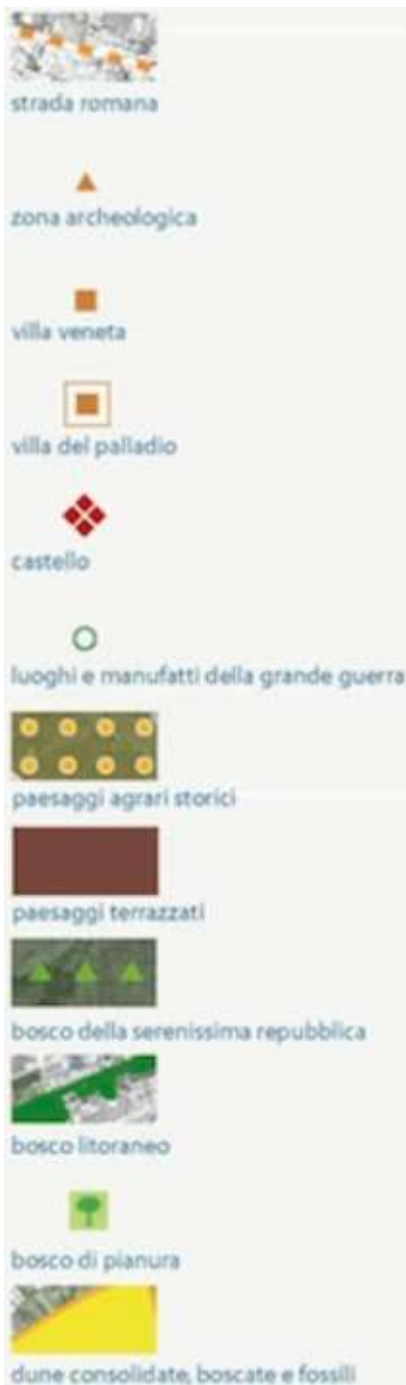 strada romana
zona archeologica
villa veneta
villa del palladio
castello
luoghi e manufatti della grande guerra
paesaggi agrari storici
paesaggi terrazzati
bosco della serenissima repubblica
bosco litoraneo
bosco di pianura
dune consolidate, boscate e fossili